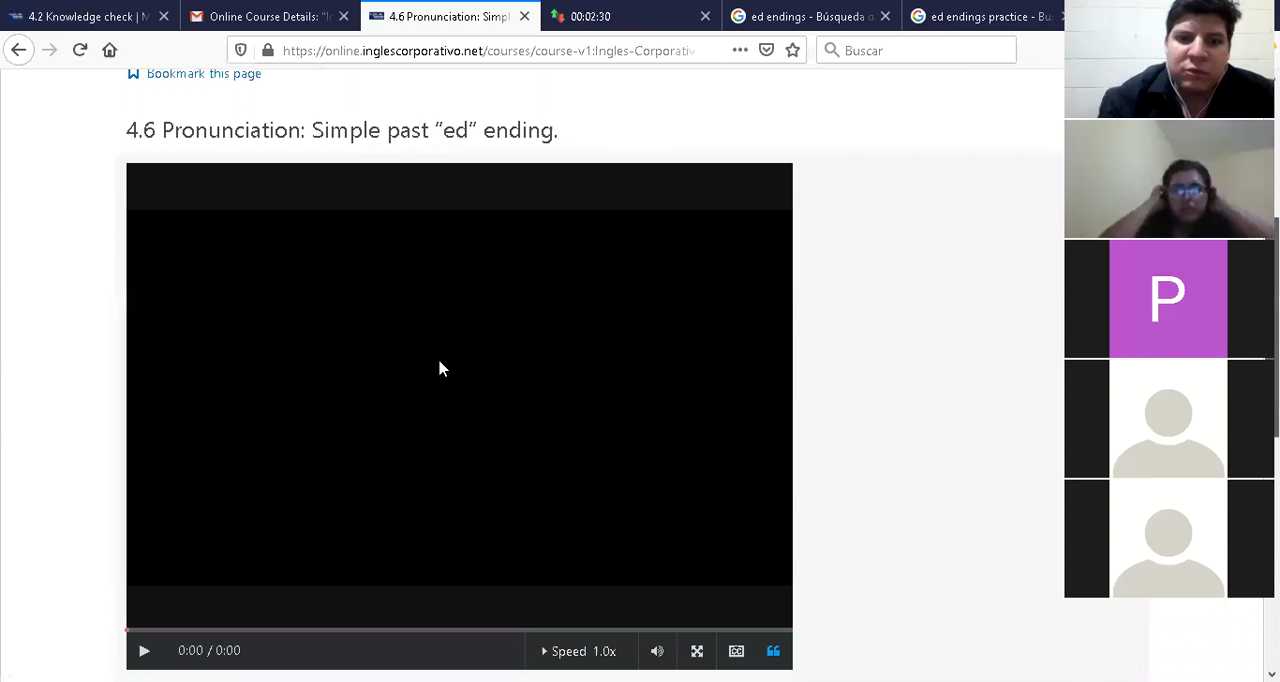 4.2 Knowledge check | M
Online Course Details: "I
4.6 Pronunciation: Simpl
00:02:30
ed endings - Búsqueda
ed endings practice - Bu
https://online.inglescorporativo.net/courses/course-v1:Ingles-Corporativ
Buscar
Bookmark this page
4.6 Pronunciation: Simple past “ed” ending.
P
0:00 / 0:00
Speed 1.0x
CC